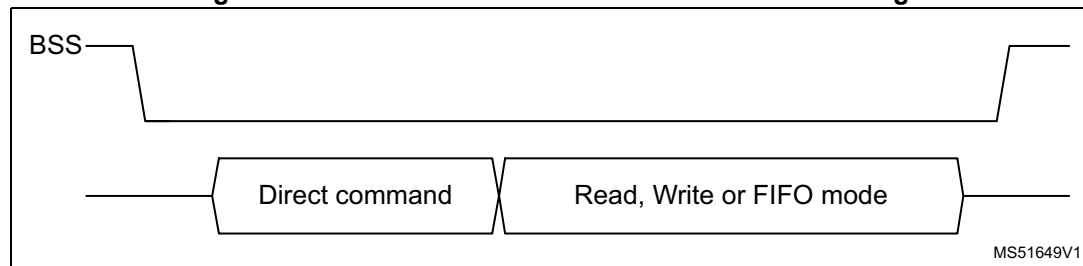 BSS
Direct command
Read, Write or FIFO mode
MS51649V1